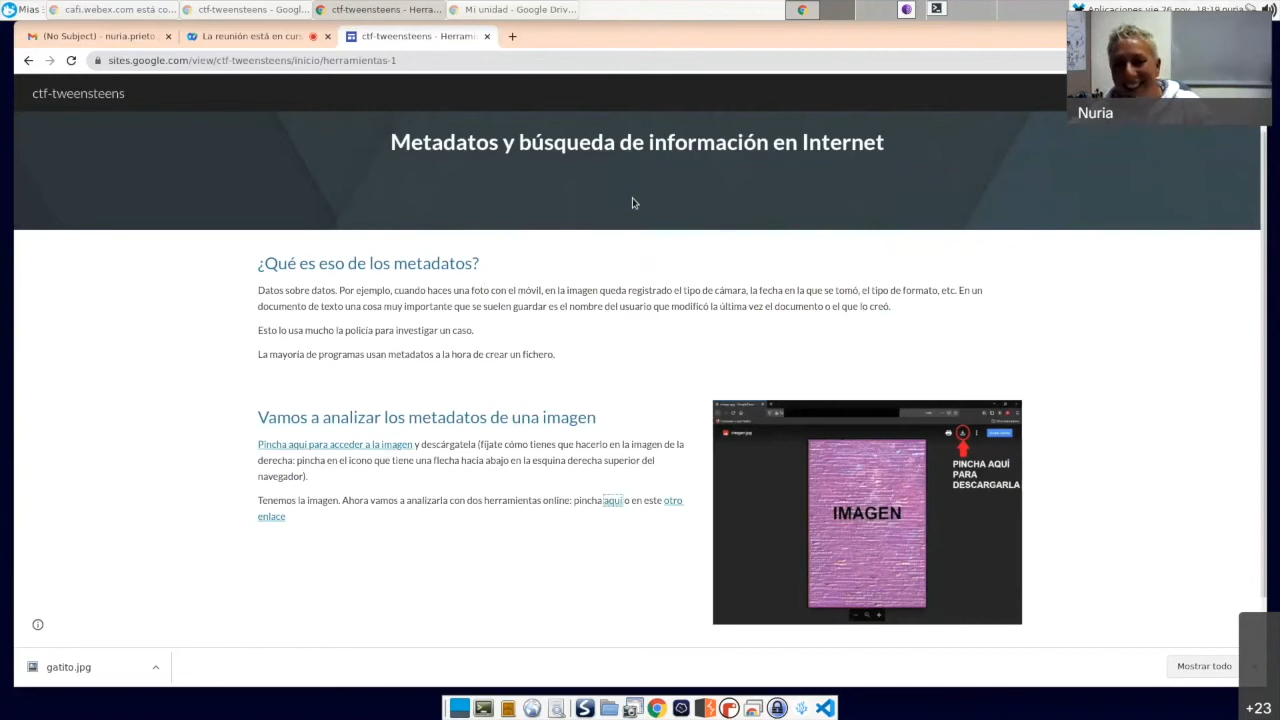 Mias
cafi.webex.com está co...
ctf-tweensteens - Googl...
ctf-tweensteens - Herra...
Mi unidad - Google Driv...
Aplicaciones vie 26 nov, 18:19 nuria
(No Subject) - nuria.prieto
La reunión está en curs
ctf-tweensteens - Herrami
sites.google.com/view/ctf-tweensteens/inicio/herramientas-1
Nuria
ctf-tweensteens
Metadatos y búsqueda de información en Internet
¿Qué es eso de los metadatos?
Datos sobre datos. Por ejemplo, cuando haces una foto con el móvil, en la imagen queda registrado el tipo de cámara, la fecha en la que se tomó, el tipo de formato, etc. En un
documento de texto una cosa muy importante que se suelen guardar es el nombre del usuario que modificó la última vez el documento o el que lo creó.
Esto lo usa mucho la policía para investigar un caso.
La mayoría de programas usan metadatos a la hora de crear un fichero.
Vamos a analizar los metadatos de una imagen
Pincha aquí para acceder a la imagen y descárgatela (fíjate cómo tienes que hacerlo en la imagen de la
derecha: pincha en el icono que tiene una flecha hacia abajo en la esquina derecha superior del
navegador).
Tenemos la imagen. Ahora vamos a analizarla con dos herramientas online: pincha aquí o en este otro
enlace
imagen.jpg
PINCHA AQUÍ
PARA
DESCARGARLA
IMAGEN
gatito.jpg
Mostrar todo
+23